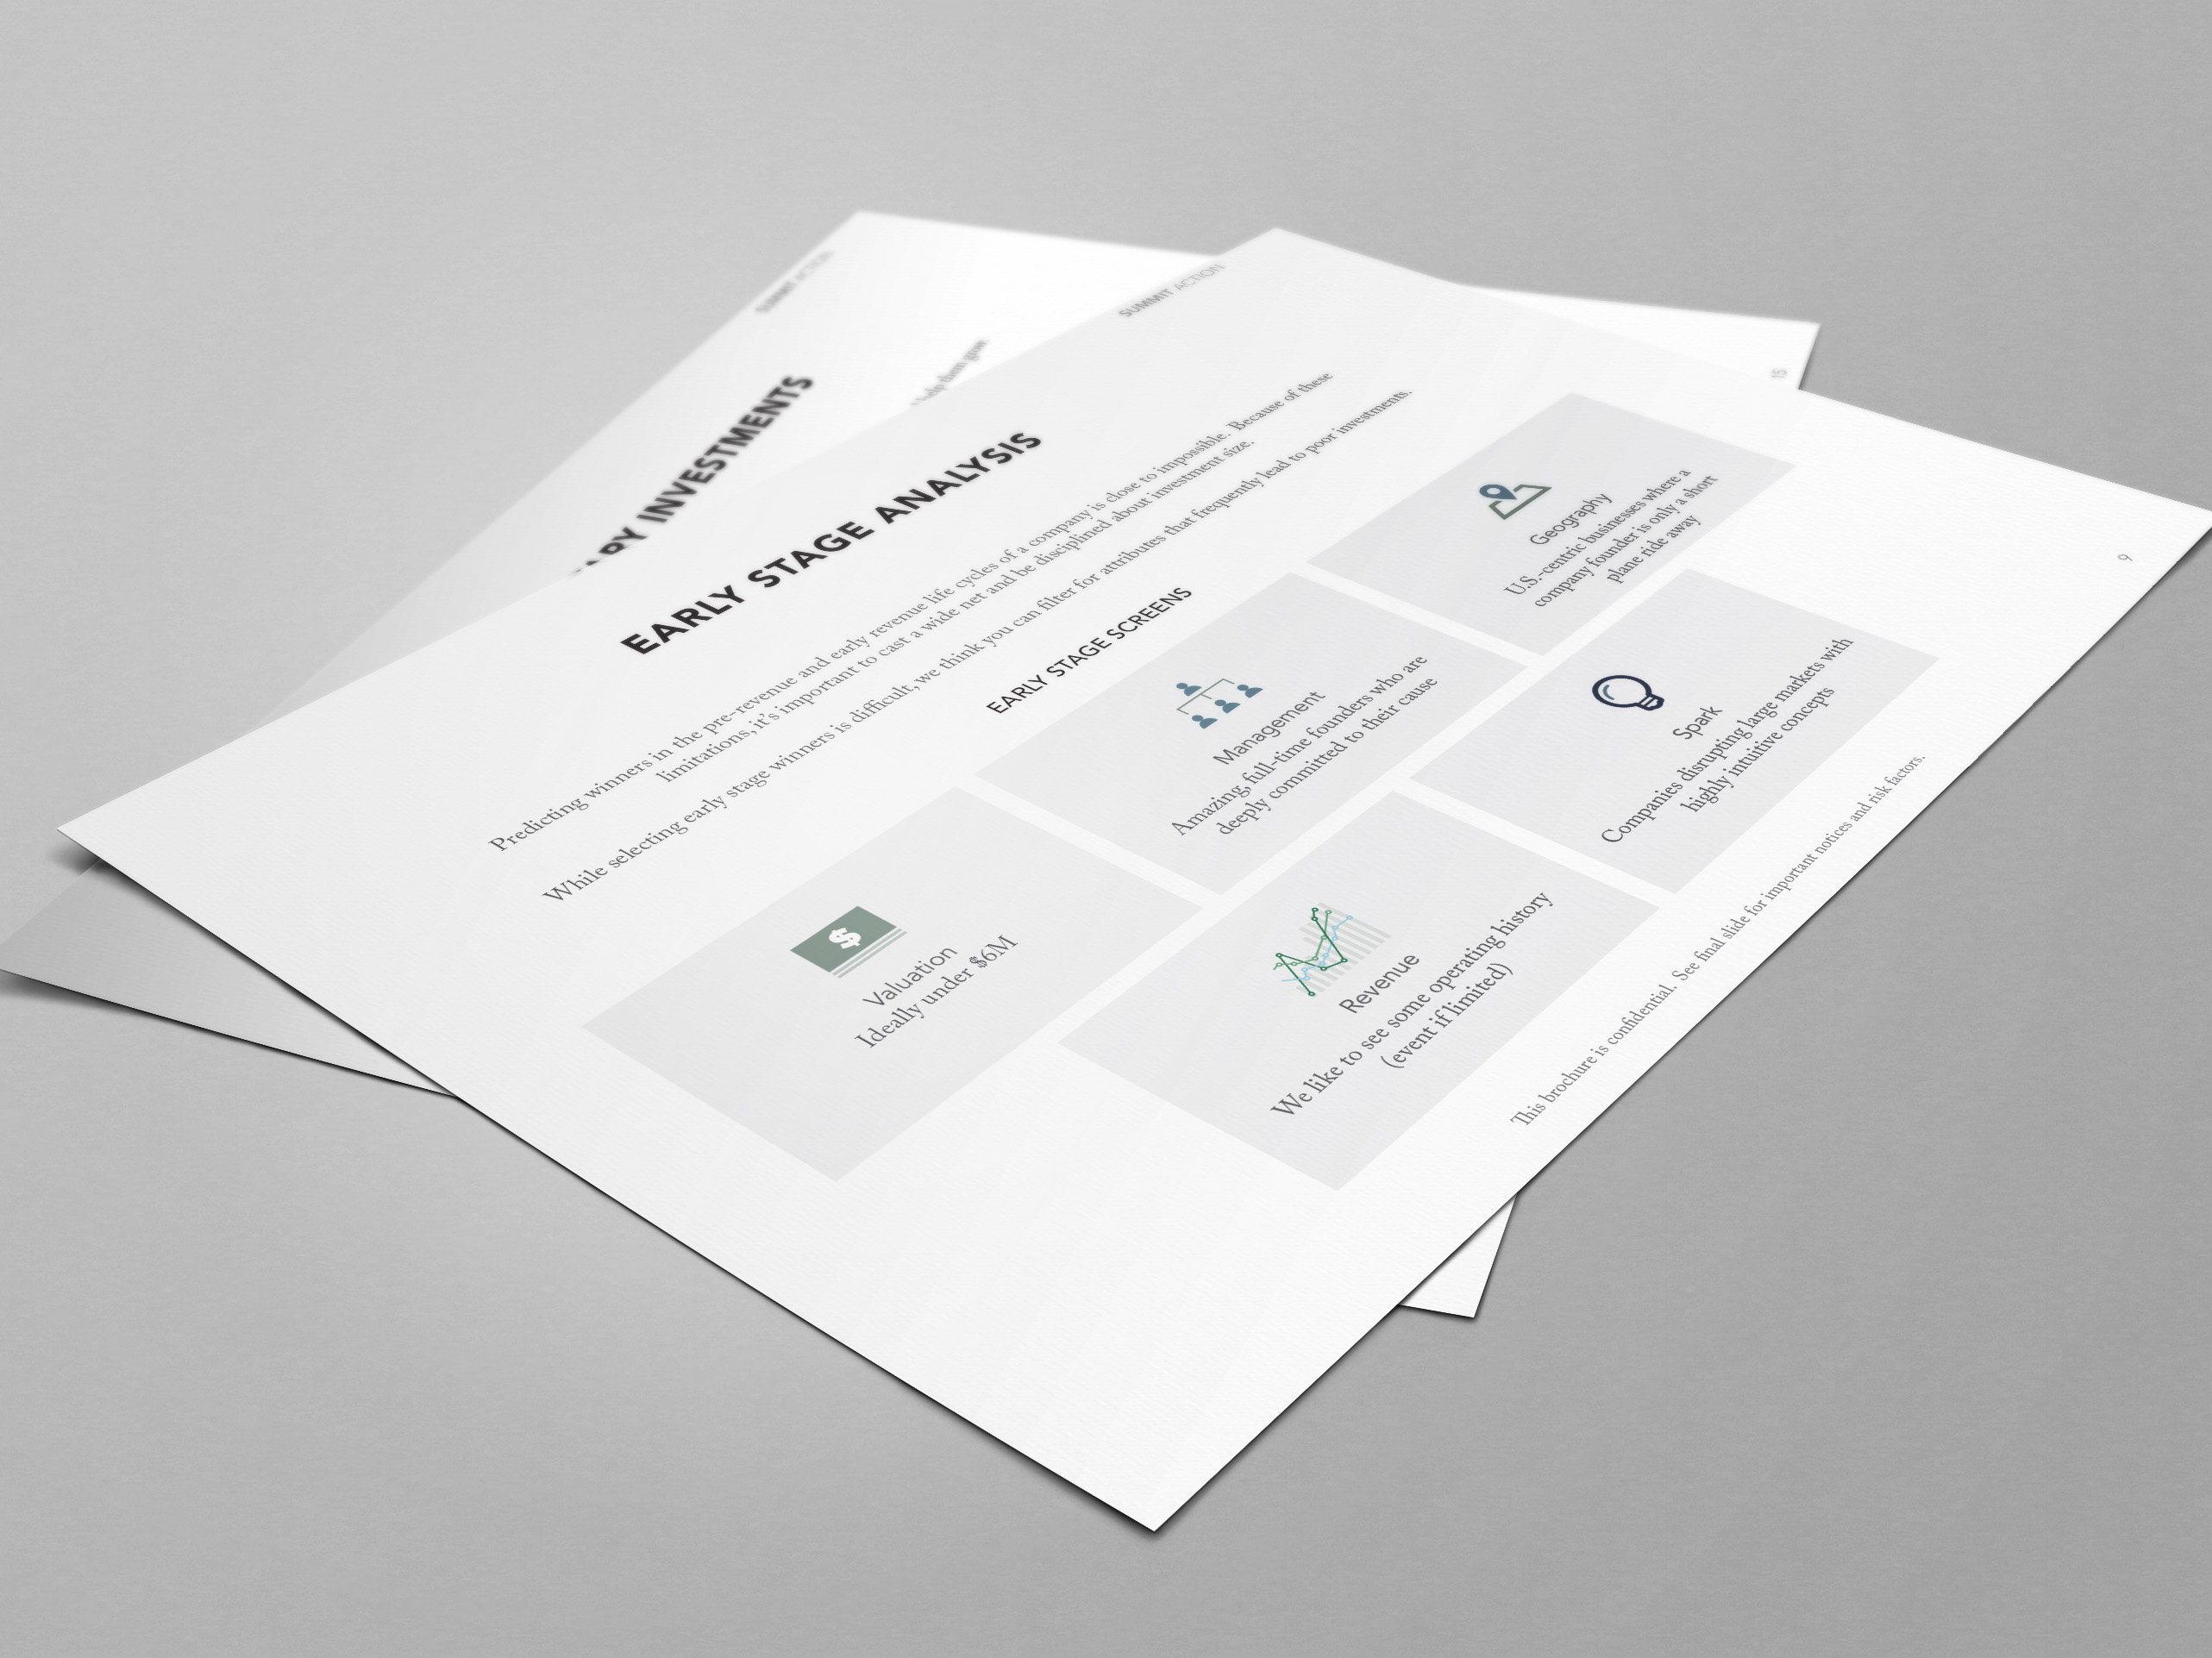 SUMMIT ACTION
INVESTMENTS
help them grow.
15
SUMMIT ACTION
EARLY STAGE ANALYSIS
Predicting winners in the pre-revenue and early revenue life cycles of a company is close to impossible. Because of these
limitations, it's important to cast a wide net and be disciplined about investment size.
While selecting early stage winners is difficult, we think you can filter for attributes that frequently lead to poor investments.
EARLY STAGE SCREENS
$
Valuation
Ideally under $6M
Management
Amazing, full-time founders who are
deeply committed to their cause
Geography
U.S.-centric businesses where a
company founder is only a short
plane ride away
Revenue
We like to see some operating history
(event if limited)
Spark
Companies disrupting large markets with
highly intuitive concepts
This brochure is confidential. See final slide for important notices and risk factors.
9